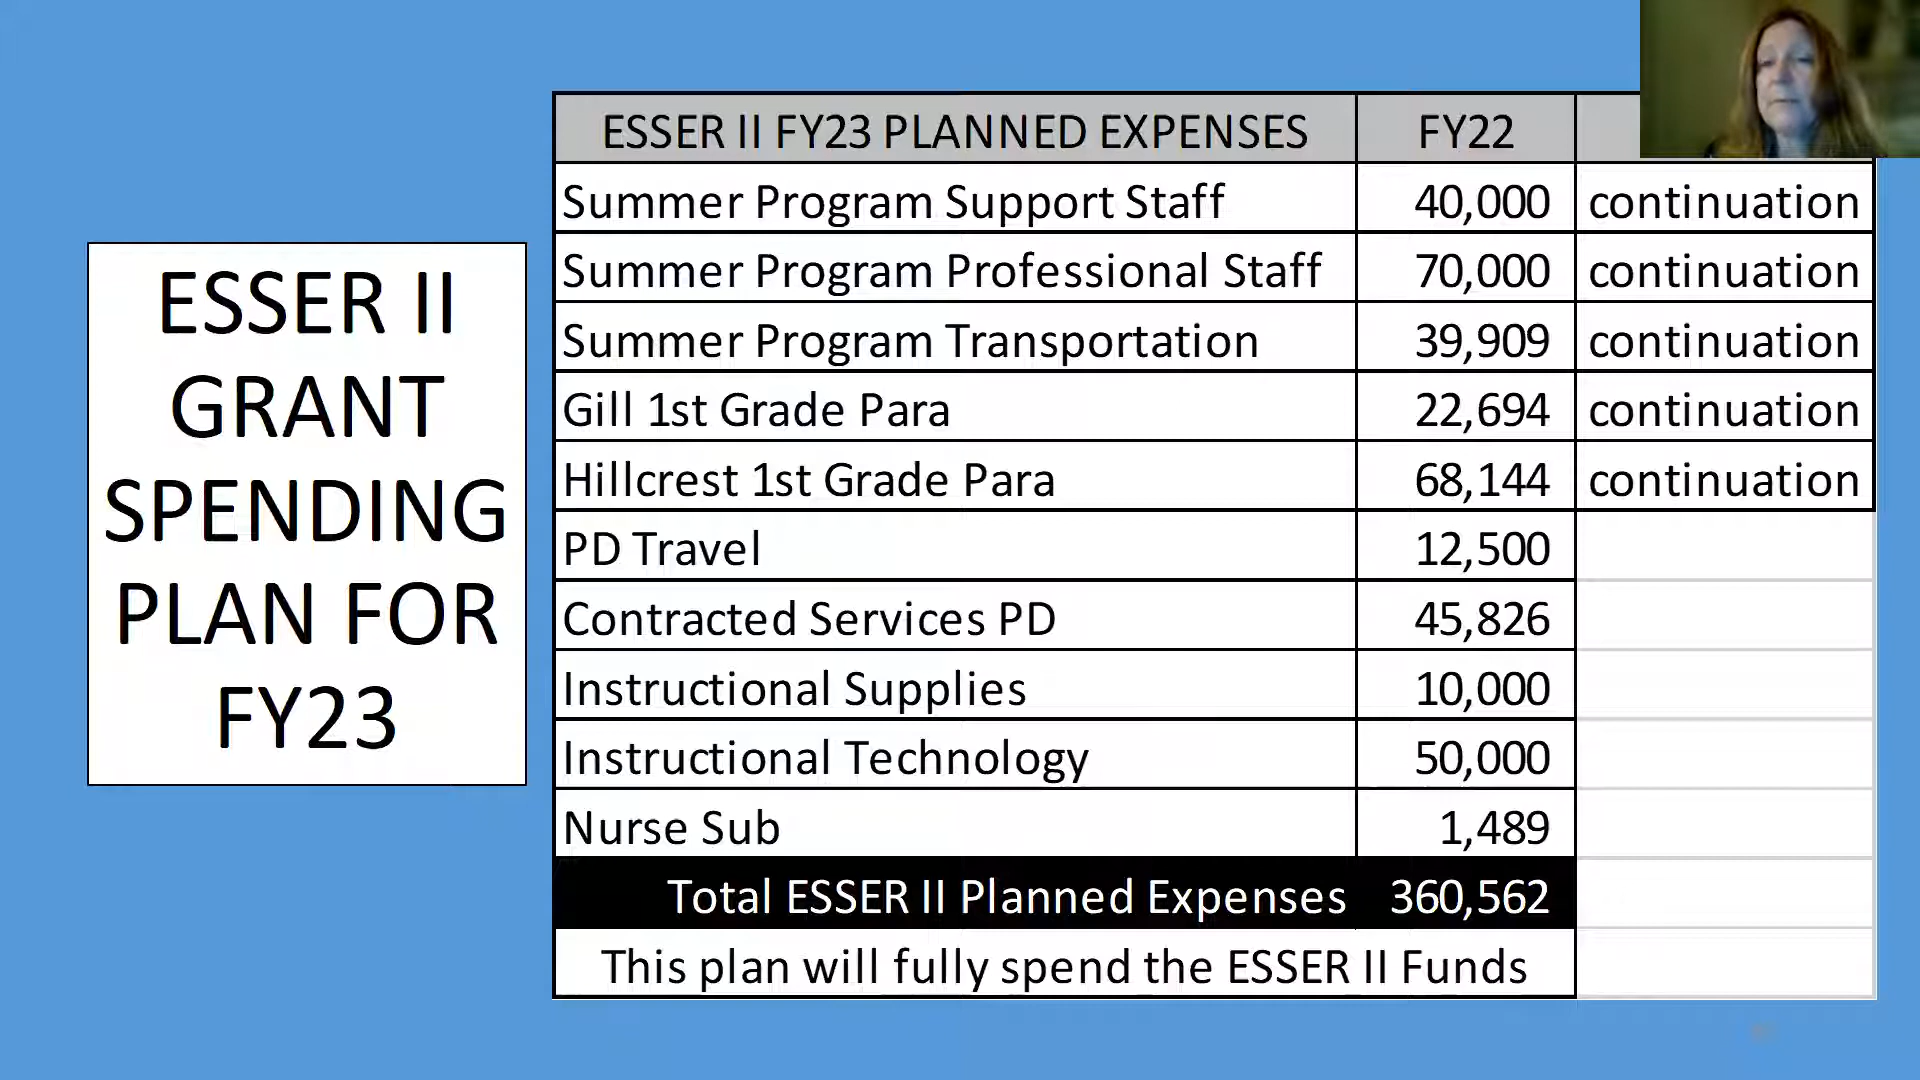 ESSER II
GRANT
SPENDING
PLAN FOR
FY23
ESSER II FY23 PLANNED EXPENSES FY22
Summer Program Support Staff 40,000 continuation
Summer Program Professional Staff 70,000 continuation
Summer Program Transportation 39,909 continuation
Gill 1st Grade Para 22,694 continuation
Hillcrest 1st Grade Para 68,144 continuation
PD Travel 12,500
Contracted Services PD 45,826
Instructional Supplies 10,000
Instructional Technology 50,000
Nurse Sub 1,489
Total ESSER II Planned Expenses 360,562
This plan will fully spend the ESSER II Funds